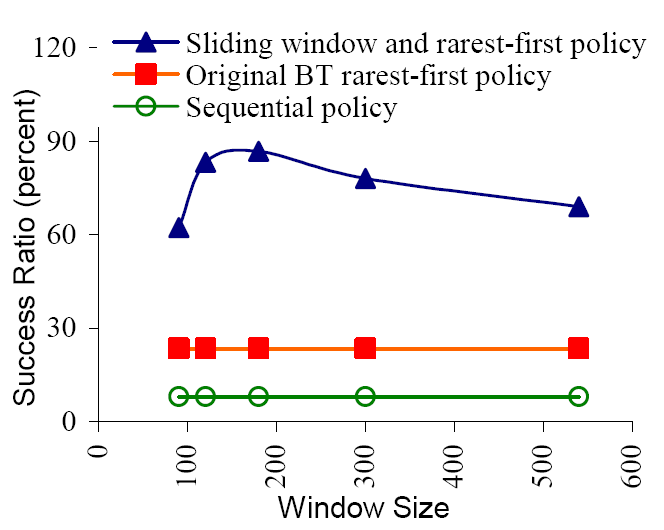 120
Sliding window and rarest-first policy
Original BT rarest-first policy
Sequential policy
90
60
30
0
Success Ratio (percent)
0
100
200
300
400
500
600
Window Size